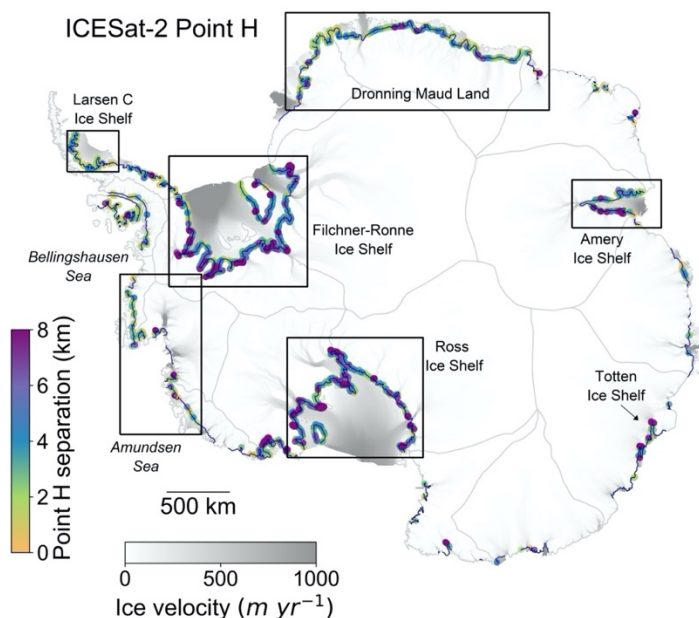 ICESat-2 Point H
Larsen C
Ice Shelf
Dronning Maud Land
Filchner-Ronne
Ice Shelf
Amery
Ice Shelf
Bellingshausen
Sea
Ross
Ice Shelf
Totten
Ice Shelf
Amundsen
Sea
500 km
8
6
4
2
0
Point H separation (km)
0 500 1000
Ice velocity (m yr⁻¹)